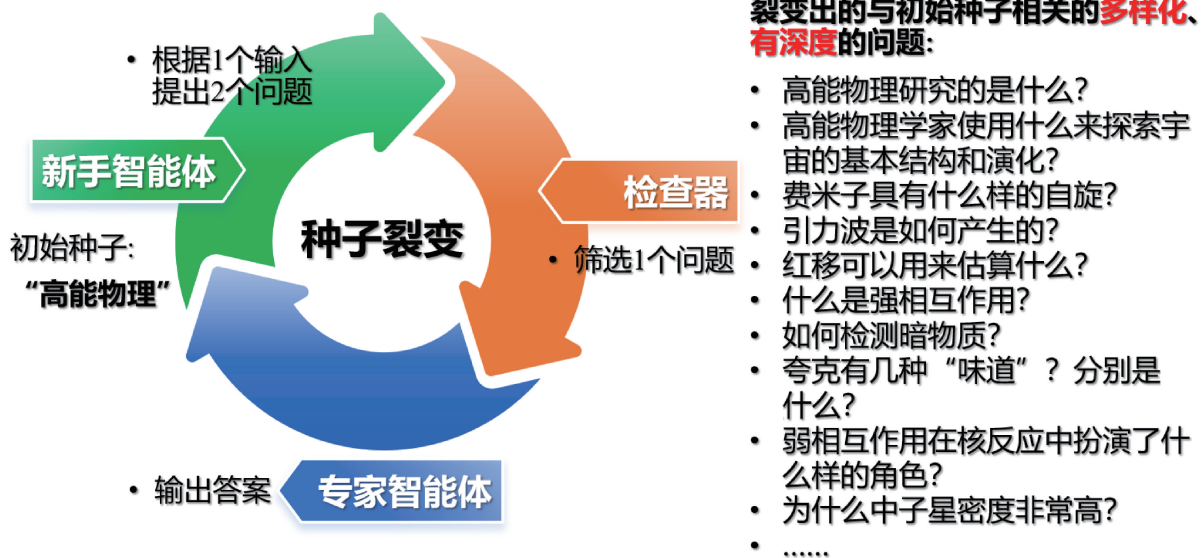 • 根据1个输入
提出2个问题
新手智能体
初始种子:
“高能物理”
种子裂变
检查器
• 筛选1个问题
• 输出答案
专家智能体
裂变出的与初始种子相关的多样化、
有深度的问题:
• 高能物理研究的是什么?
• 高能物理学家使用什么来探索宇
宙的基本结构和演化?
• 费米子具有什么样的自旋?
• 引力波是如何产生的?
• 红移可以用来估算什么?
• 什么是强相互作用?
• 如何检测暗物质?
• 夸克有几种“味道”?分别是
什么?
• 弱相互作用在核反应中扮演了什
么样的角色?
• 为什么中子星密度非常高?
• ......